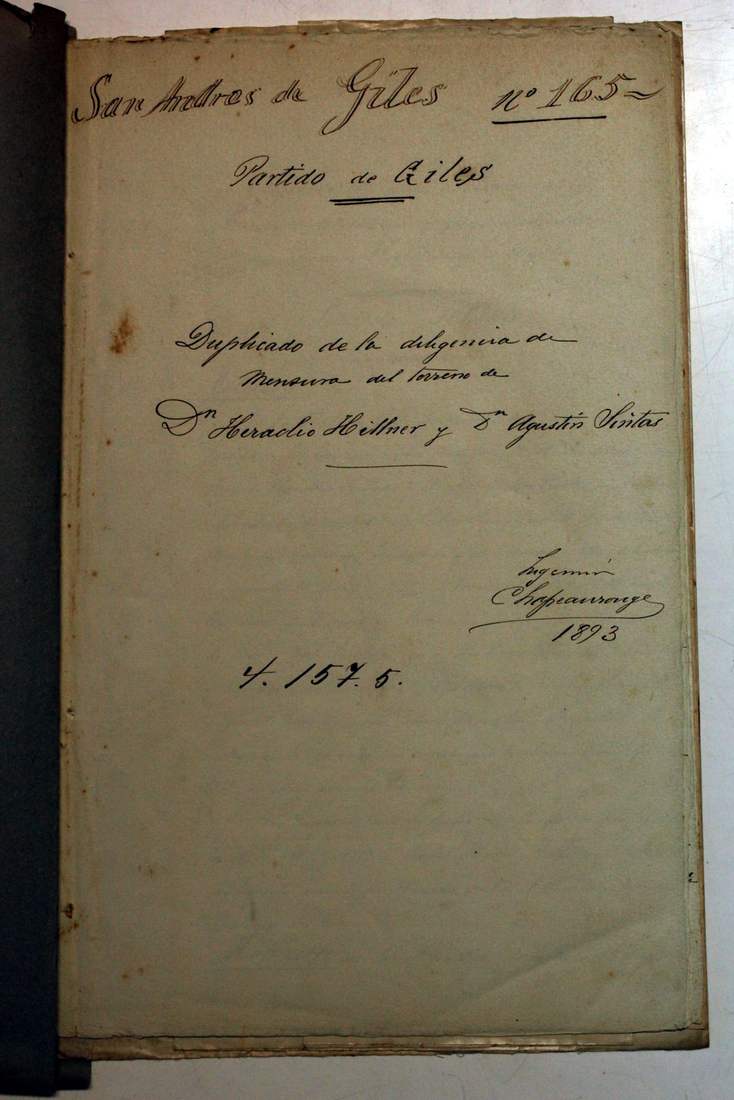 San Andres de Giles nº 165=
Partido de Giles
Duplicado de la diligencia de
Mensura del terreno de
Dn Heraclio Hillner y Dn Agustin Sintas
Chapeaurouge
1893
4. 157. 5.